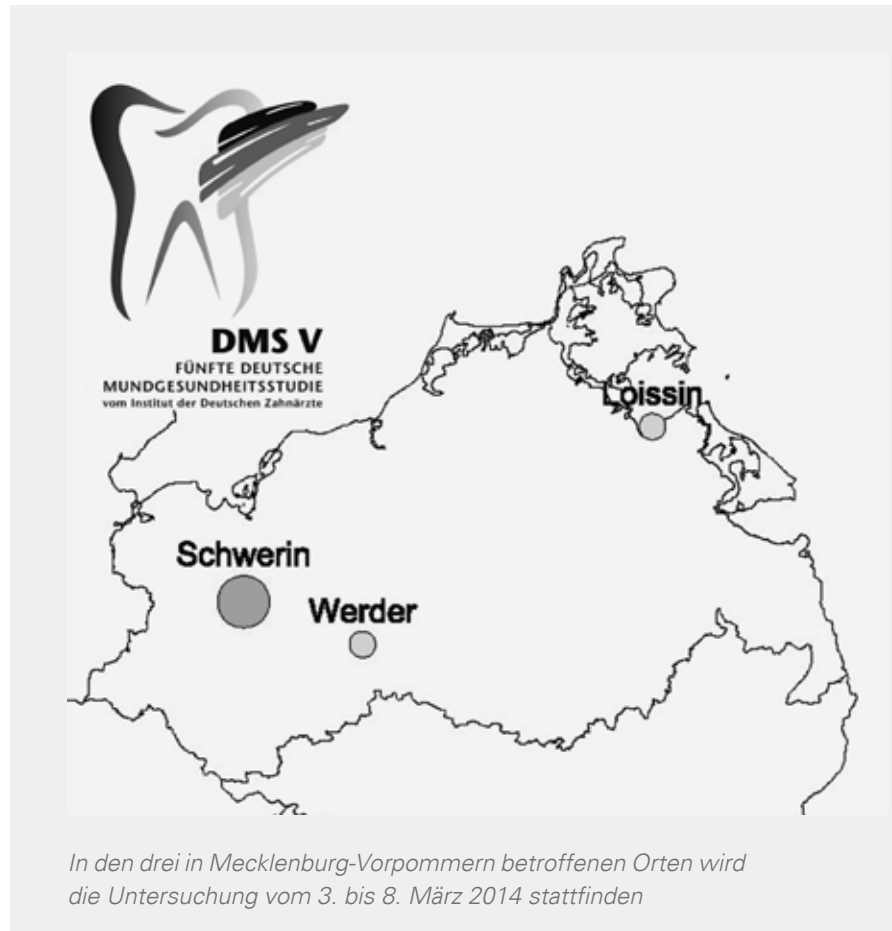 DMS V
FÜNFTE DEUTSCHE
MUNDGESUNDHEITSSTUDIE
vom Institut der Deutschen Zahnärzte
Loissin
Schwerin
Werder
In den drei in Mecklenburg-Vorpommern betroffenen Orten wird
die Untersuchung vom 3. bis 8. März 2014 stattfinden